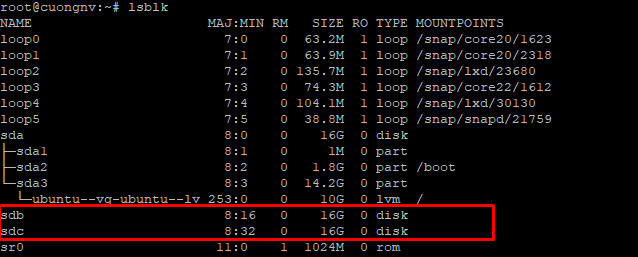 root@cuongnv:~# lsblk
NAME                      MAJ:MIN RM   SIZE RO TYPE MOUNTPOINTS
loop0                       7:0    0  63.2M  1 loop /snap/core20/1623
loop1                       7:1    0  63.9M  1 loop /snap/core20/2318
loop2                       7:2    0 135.7M  1 loop /snap/lxd/23680
loop3                       7:3    0  74.3M  1 loop /snap/core22/1612
loop4                       7:4    0 104.1M  1 loop /snap/lxd/30130
loop5                       7:5    0  38.8M  1 loop /snap/snapd/21759
sda                         8:0    0    16G  0 disk
├─sda1                      8:1    0     1M  0 part
├─sda2                      8:2    0   1.8G  0 part /boot
└─sda3                      8:3    0  14.2G  0 part
  └─ubuntu--vg-ubuntu--lv 253:0    0    10G  0 lvm  /
sdb                         8:16   0    16G  0 disk
sdc                         8:32   0    16G  0 disk
sr0                        11:0    1  1024M  0 rom